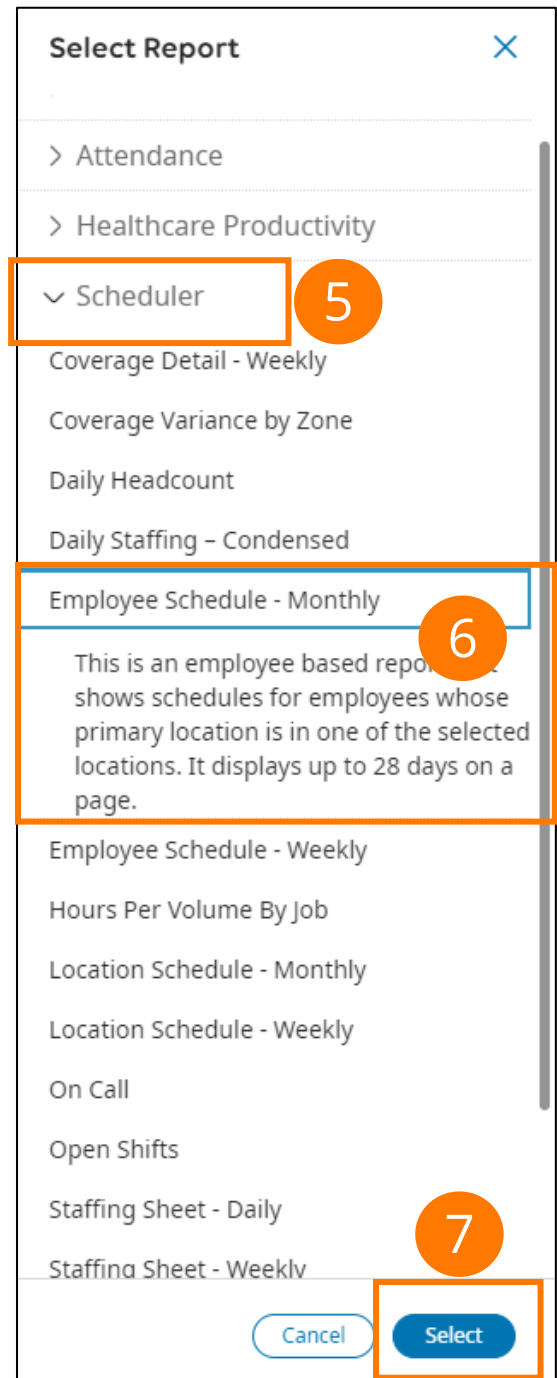 Select Report
Attendance
Healthcare Productivity
Scheduler
5
Coverage Detail - Weekly
Coverage Variance by Zone
Daily Headcount
Daily Staffing – Condensed
Employee Schedule - Monthly
6
This is an employee based
shows schedules for employees whose
primary location is in one of the selected
locations. It displays up to 28 days on a
page.
Employee Schedule - Weekly
Hours Per Volume By Job
Location Schedule - Monthly
Location Schedule - Weekly
On Call
Open Shifts
Staffing Sheet - Daily
7
Staffing Sheet - Weekly
Cancel
Select